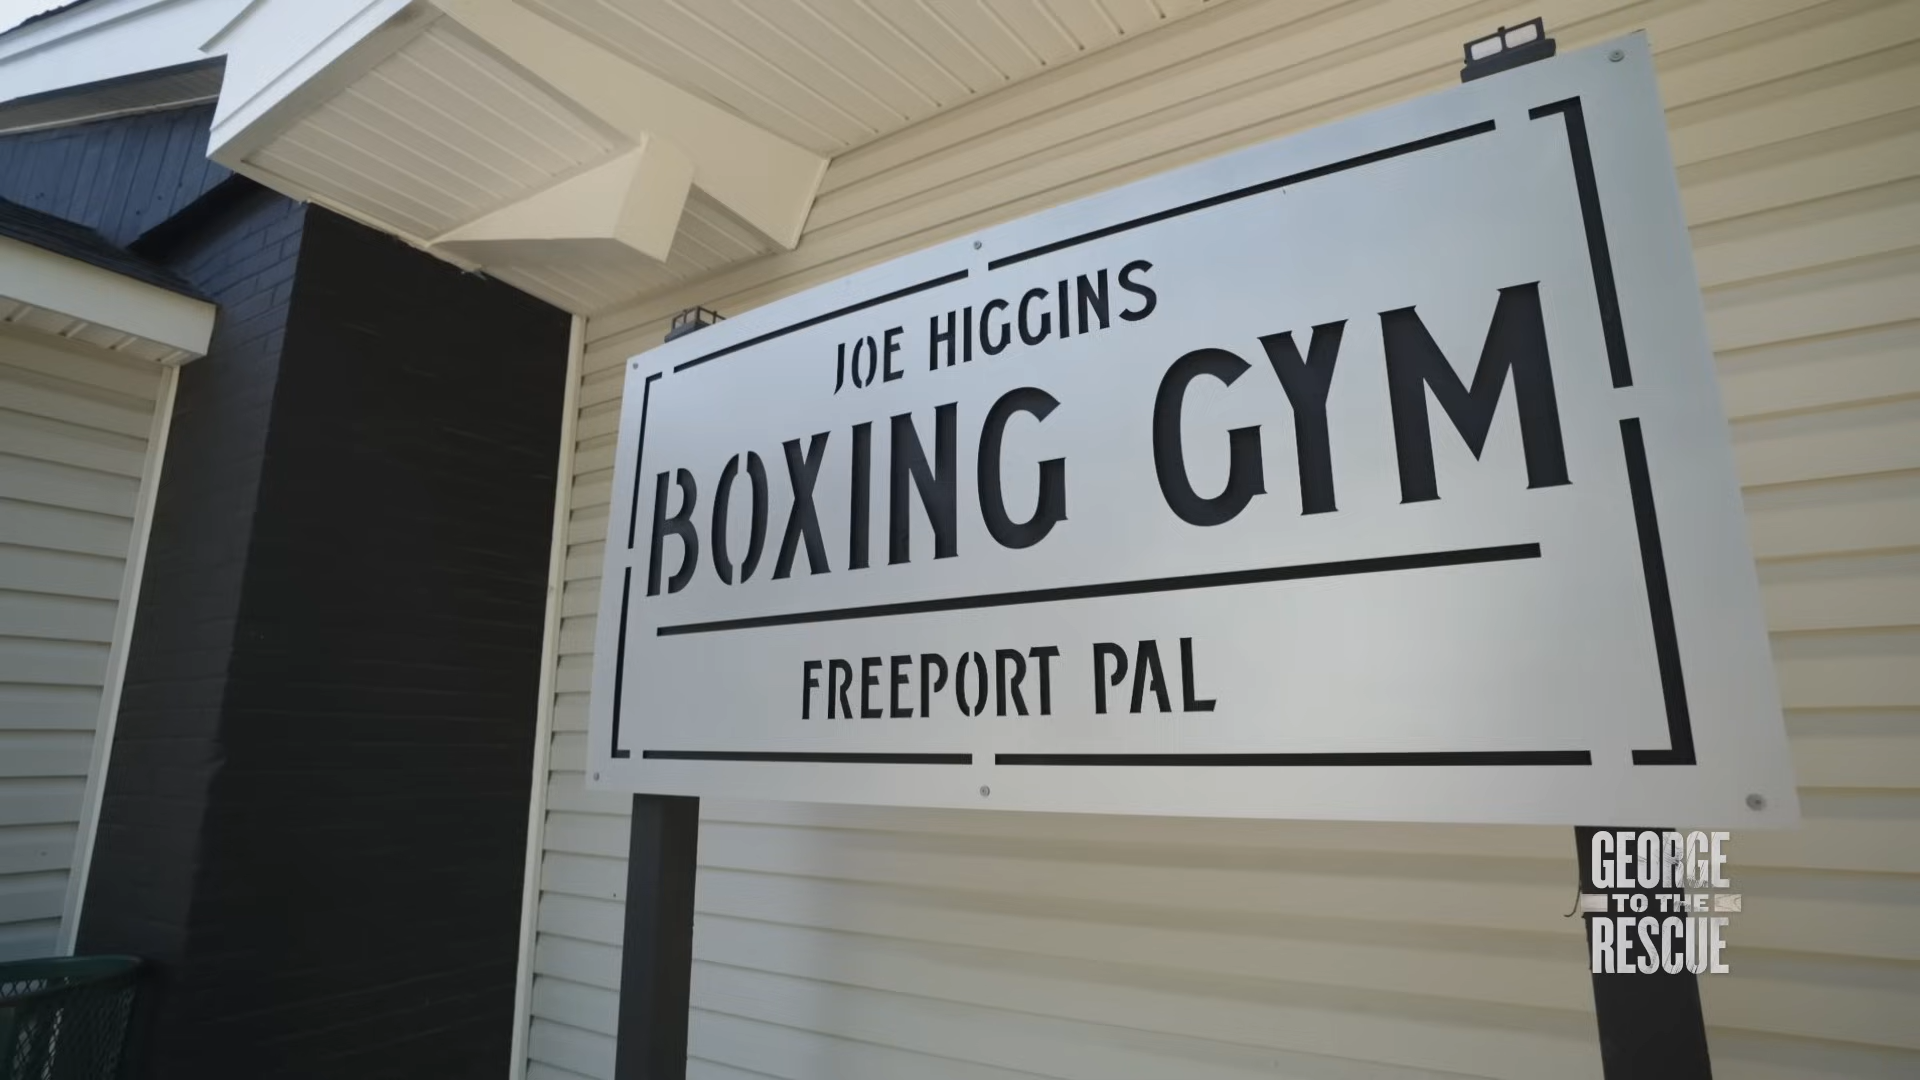 JOE HIGGINS
BOXING GYM
FREEPORT PAL
GEORGE
TO THE
RESCUE